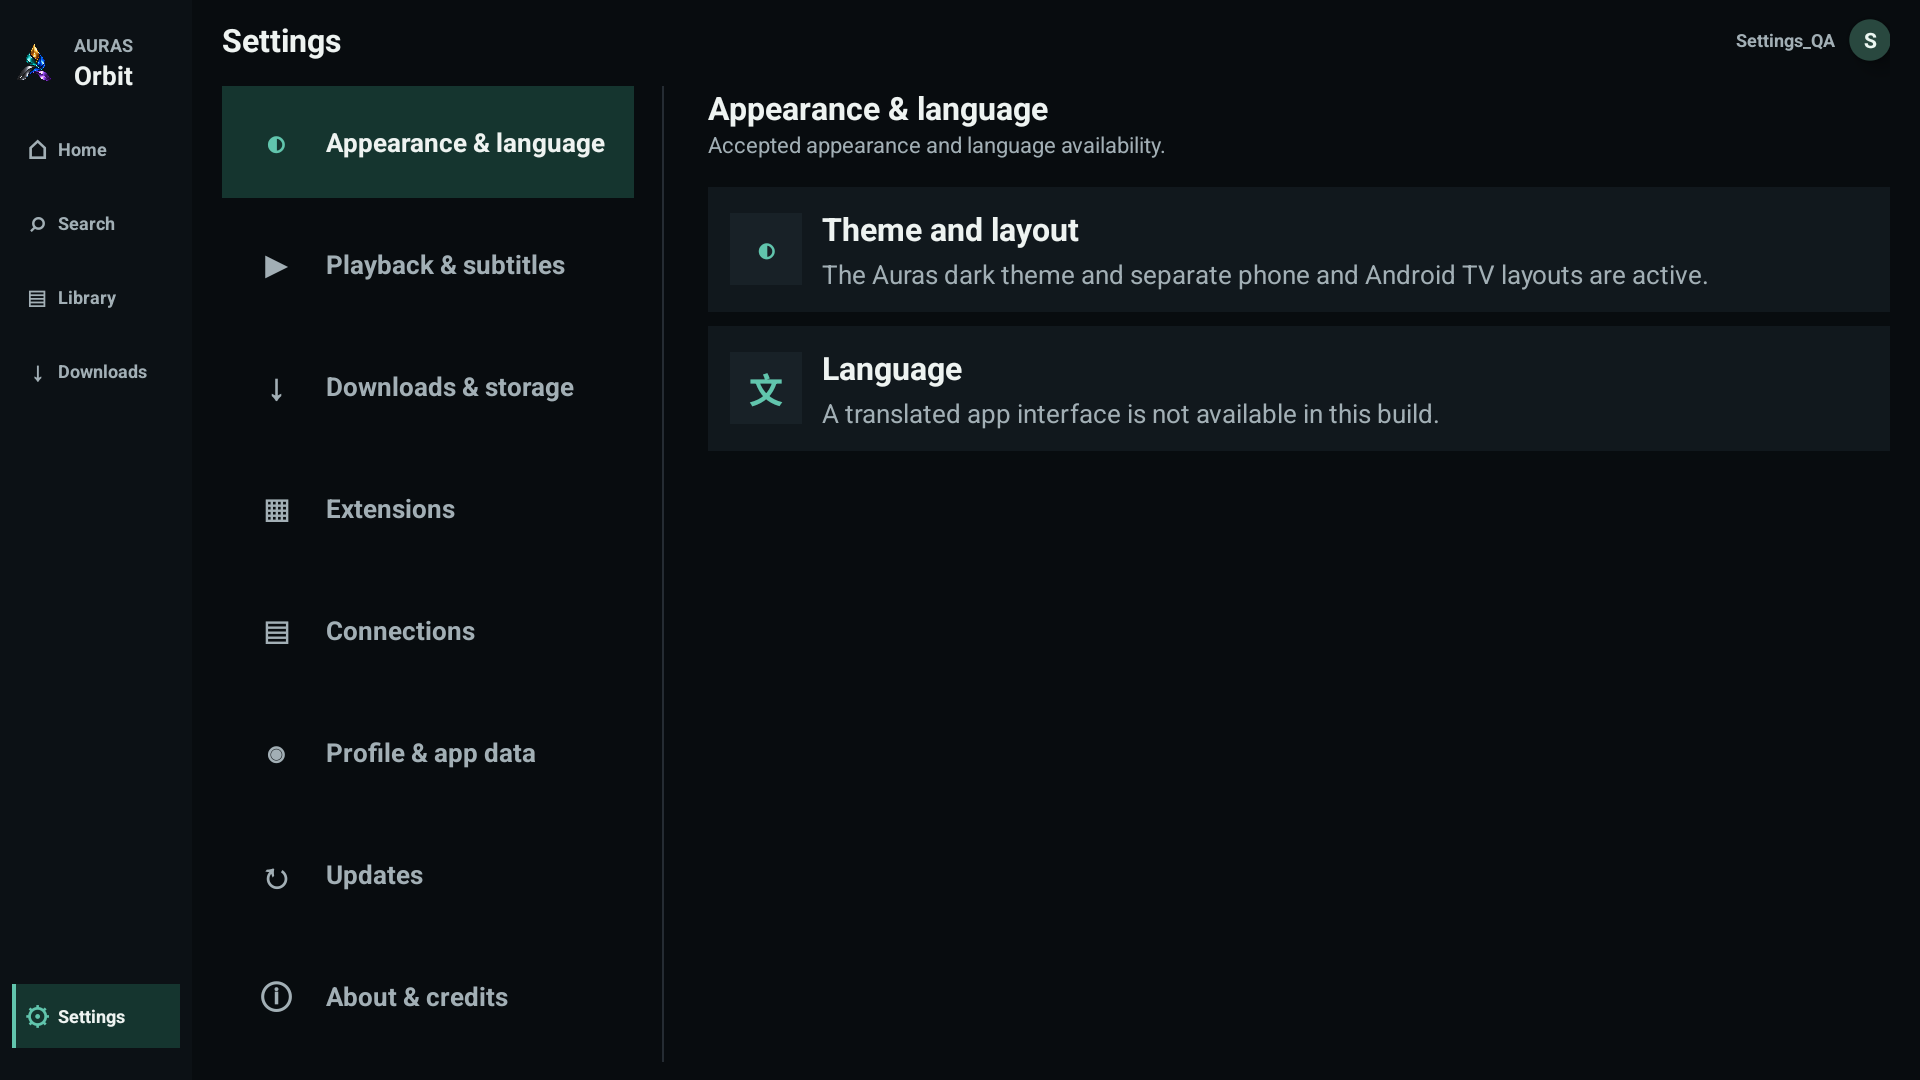 AURAS
Orbit
Home
Search
Library
Downloads
Settings
Settings
Settings_QA
S
Appearance & language
Playback & subtitles
Downloads & storage
Extensions
Connections
Profile & app data
Updates
About & credits
Appearance & language
Accepted appearance and language availability.
Theme and layout
The Auras dark theme and separate phone and Android TV layouts are active.
文
Language
A translated app interface is not available in this build.